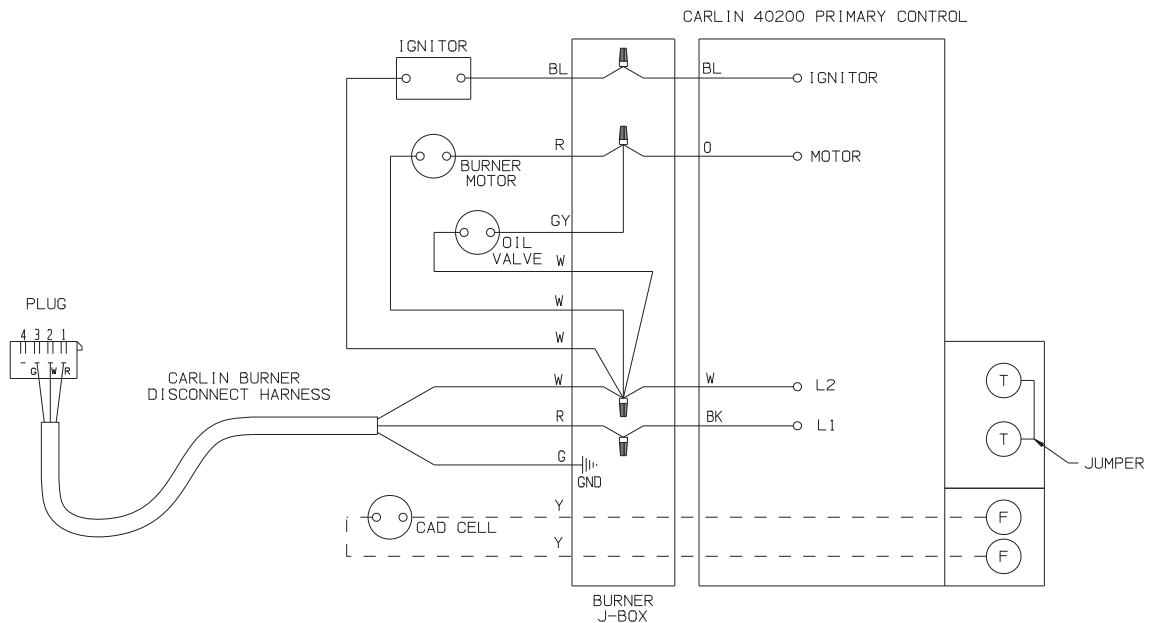 CARLIN 40200 PRIMARY CONTROL
IGNITOR
BL
BL
IGNITOR
R
O
MOTOR
BURNER
MOTOR
GY
OIL
VALVE
W
W
W
PLUG
4 3 2 1
- G W R
CARLIN BURNER
DISCONNECT HARNESS
W
W
L2
R
BK
L1
G
GND
T
T
JUMPER
Y
CAD CELL
F
Y
F
BURNER
J-BOX